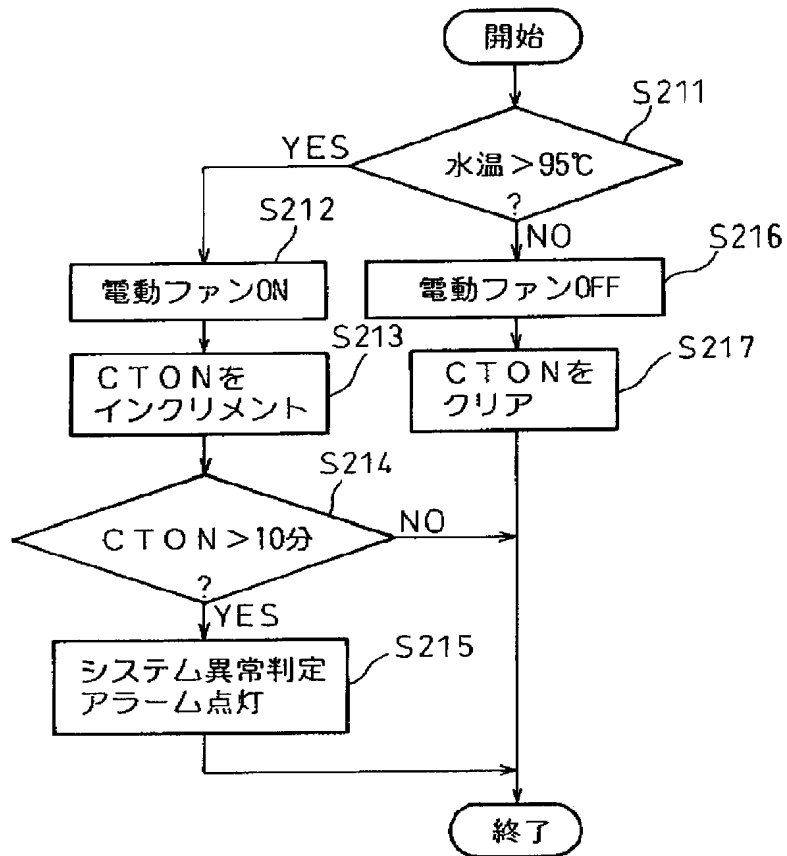 開始
S211
水温＞95℃
?
YES
NO
S212
電動ファンON
S216
電動ファンOFF
S213
CTONを
インクリメント
S217
CTONを
クリア
S214
CTON＞10分
?
NO
YES
S215
システム異常判定
アラーム点灯
終了